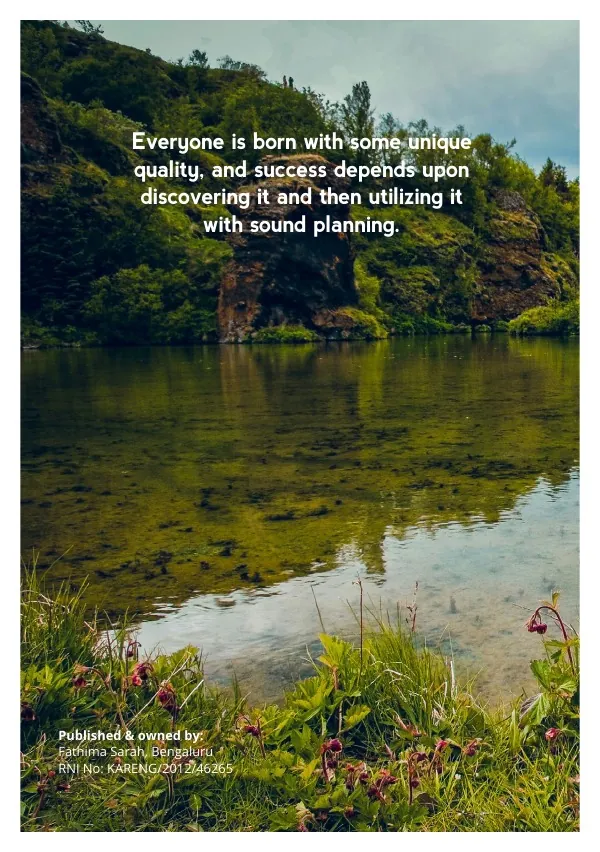 Everyone is born with some unique
quality, and success depends upon
discovering it and then utilizing it
with sound planning.
Published & owned by:
Fathima Sarah, Bengaluru
RNI No: KARENG/2012/46265